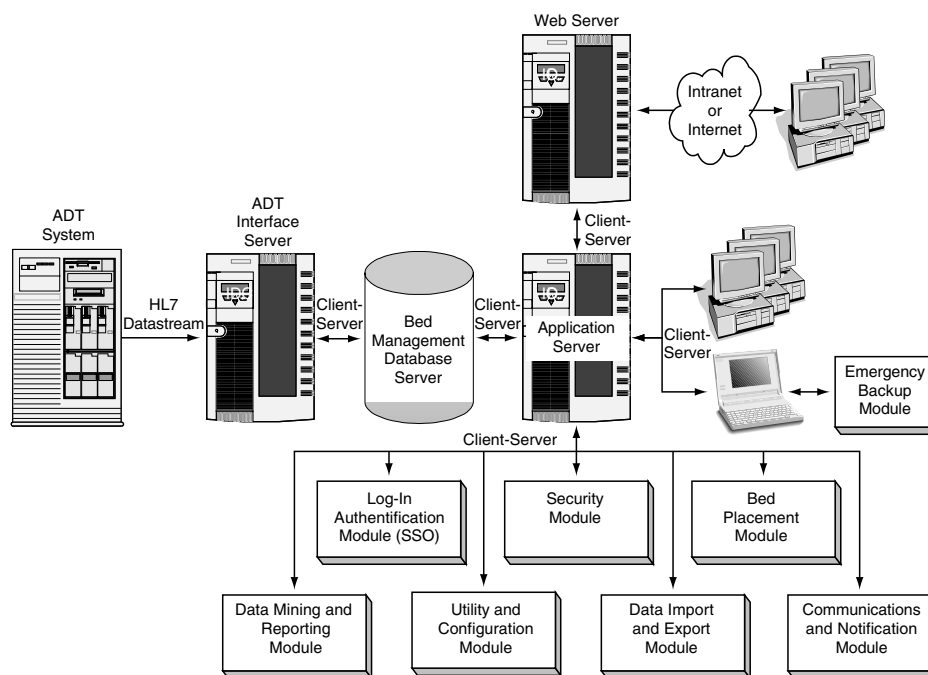 Web Server
Intranet
or
Internet
Client-
Server
ADT
System
ADT
Interface
Server
HL7
Datastream
Client-
Server
Bed
Management
Database
Server
Client-
Server
Application
Server
Client-
Server
Emergency
Backup
Module
Client-Server
Log-In
Authentification
Module (SSO)
Security
Module
Bed
Placement
Module
Data Mining and
Reporting
Module
Utility and
Configuration
Module
Data Import
and Export
Module
Communications
and Notification
Module